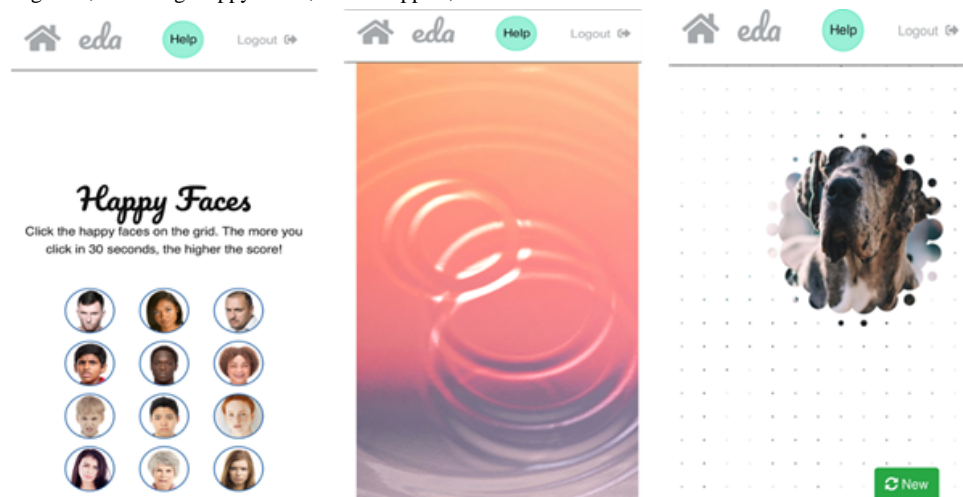 eda Help Logout
eda Help Logout
eda Help Logout
Happy Faces
Click the happy faces on the grid. The more you
click in 30 seconds, the higher the score!
New